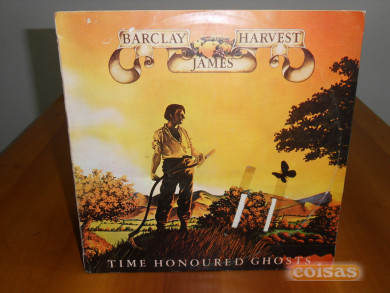 BARCLAY HARVEST
JAMES
TIME HONOURED GHOSTS
coisas